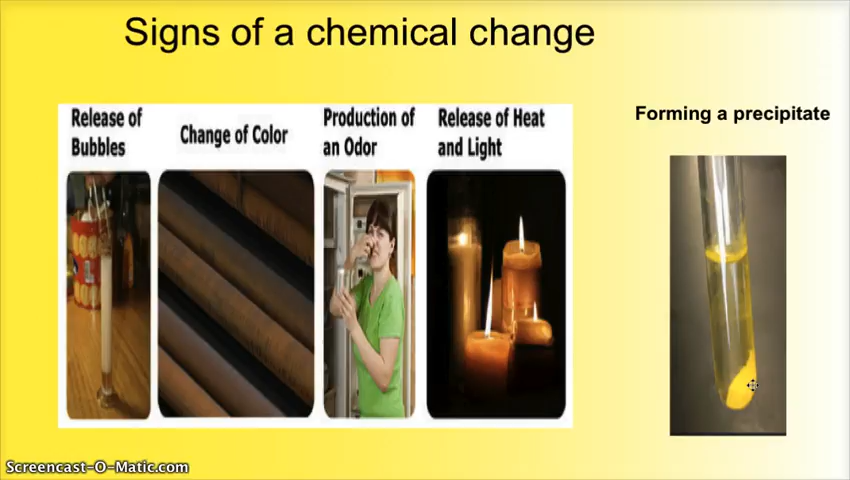 Signs of a chemical change
Release of
Bubbles
Change of Color
Production of
an Odor
Release of Heat
and Light
Forming a precipitate
Screencast-O-Matic.com